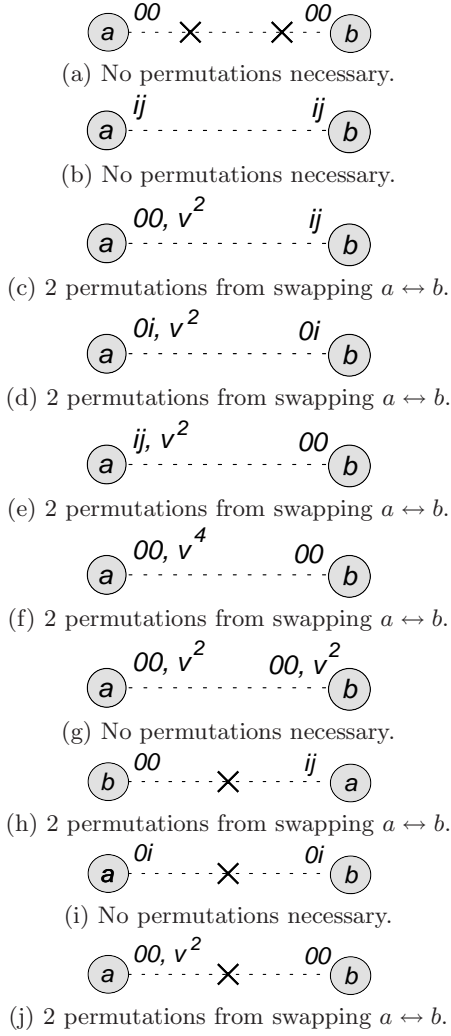 00 00
a b
(a) No permutations necessary.
ij ij
a b
(b) No permutations necessary.
00, v² ij
a b
(c) 2 permutations from swapping a ↔ b.
0i, v² 0i
a b
(d) 2 permutations from swapping a ↔ b.
ij, v² 00
a b
(e) 2 permutations from swapping a ↔ b.
00, v⁴ 00
a b
(f) 2 permutations from swapping a ↔ b.
00, v² 00, v²
a b
(g) No permutations necessary.
00 ij
b a
(h) 2 permutations from swapping a ↔ b.
0i 0i
a b
(i) No permutations necessary.
00, v² 00
a b
(j) 2 permutations from swapping a ↔ b.